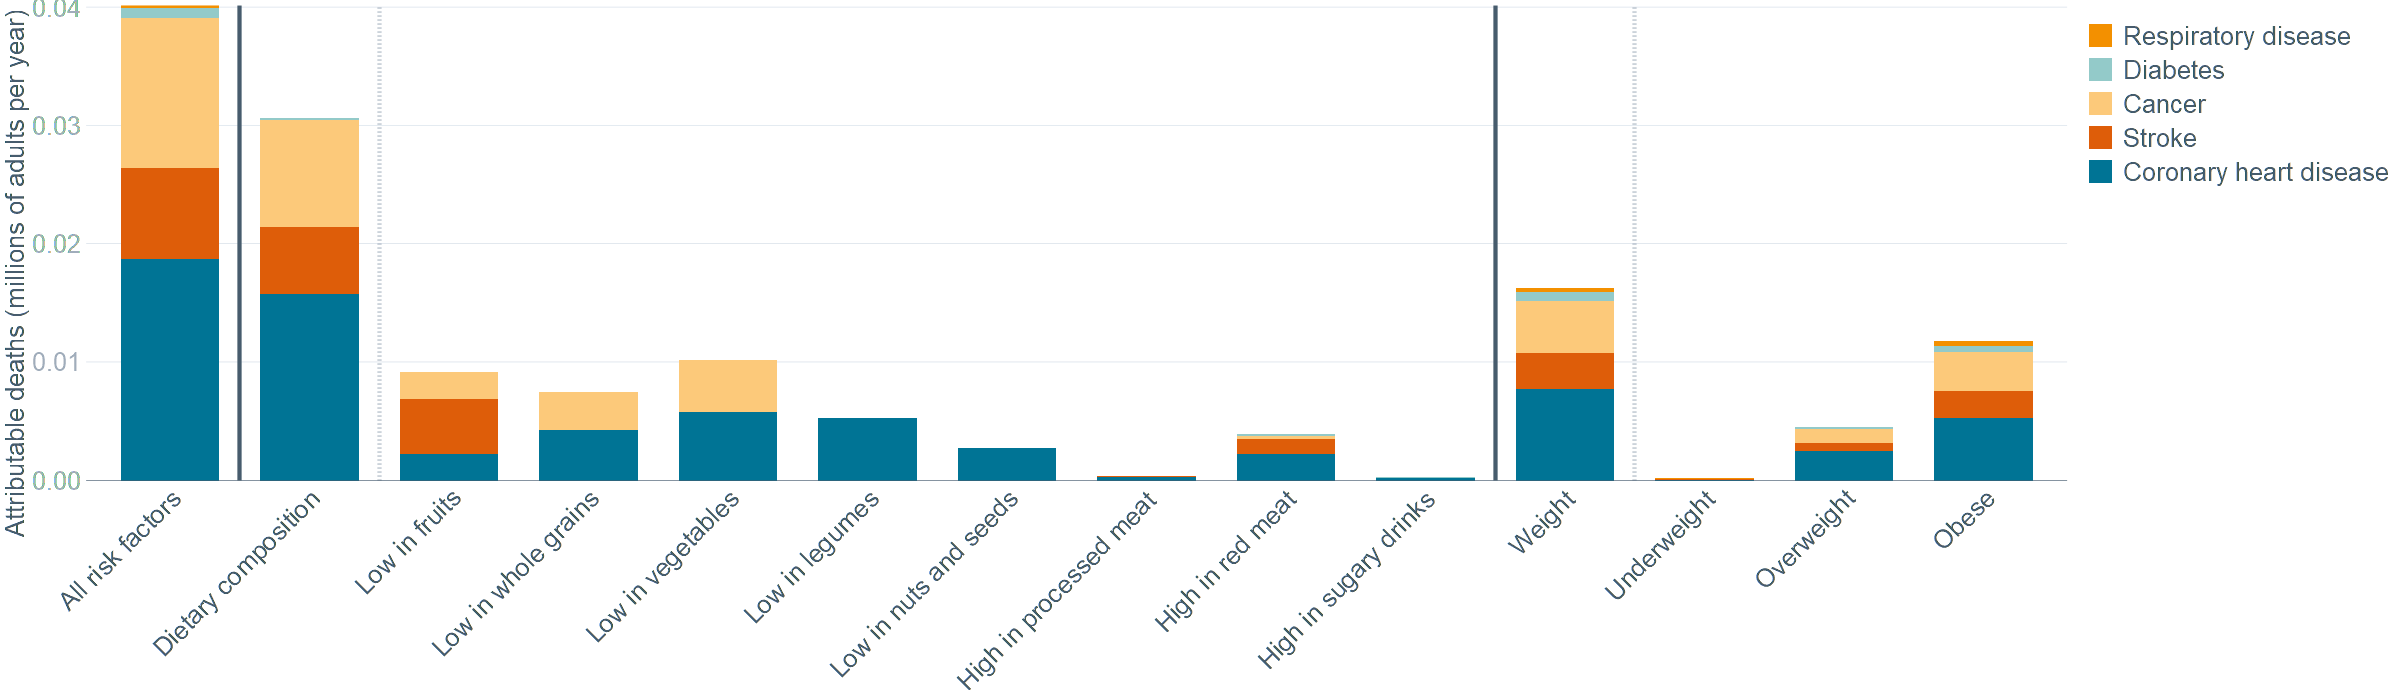 Attributable deaths (millions of adults per year)
0.04
0.03
0.02
0.01
0.00
All risk factors
Dietary composition
Low in fruits
Low in whole grains
Low in vegetables
Low in legumes
Low in nuts and seeds
High in processed meat
High in red meat
High in sugary drinks
Weight
Underweight
Overweight
Obese
Respiratory disease
Diabetes
Cancer
Stroke
Coronary heart disease